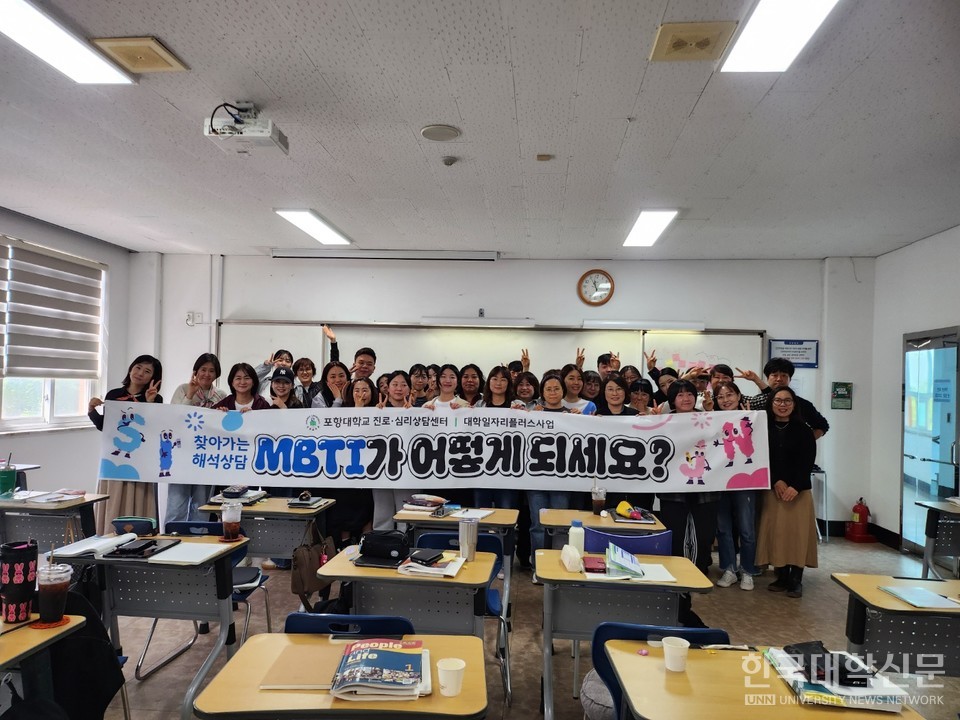 포항대학교 진로·심리상담센터 | 대학일자리플러스사업
찾아가는
해석상담
MBTI가 어떻게 되세요?
People
and
Life
1
한국대학신문
UNN UNIVERSITY NEWS NETWORK